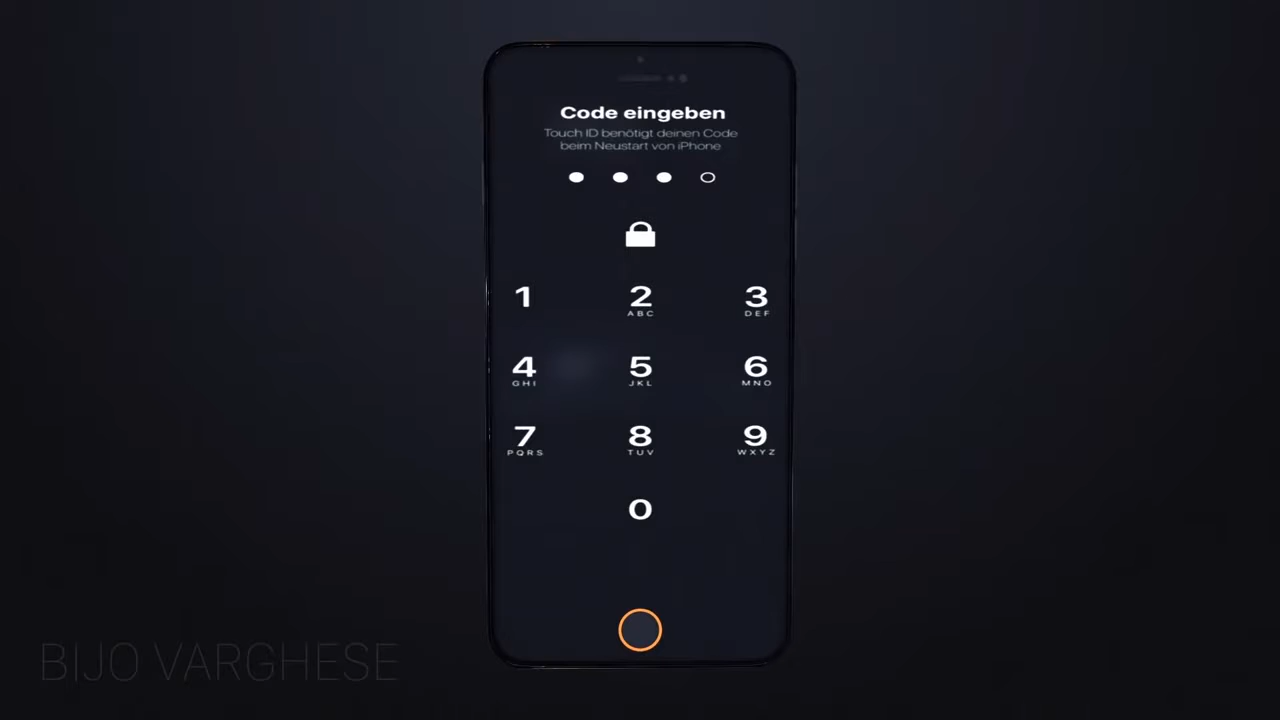 Code eingeben
Touch ID benötigt deinen Code
beim Neustart von iPhone
1
2
3
ABC
DEF
4
5
6
GHI
JKL
MNO
7
8
9
PQRS
TUV
WXYZ
0
BIJO VARGHESE